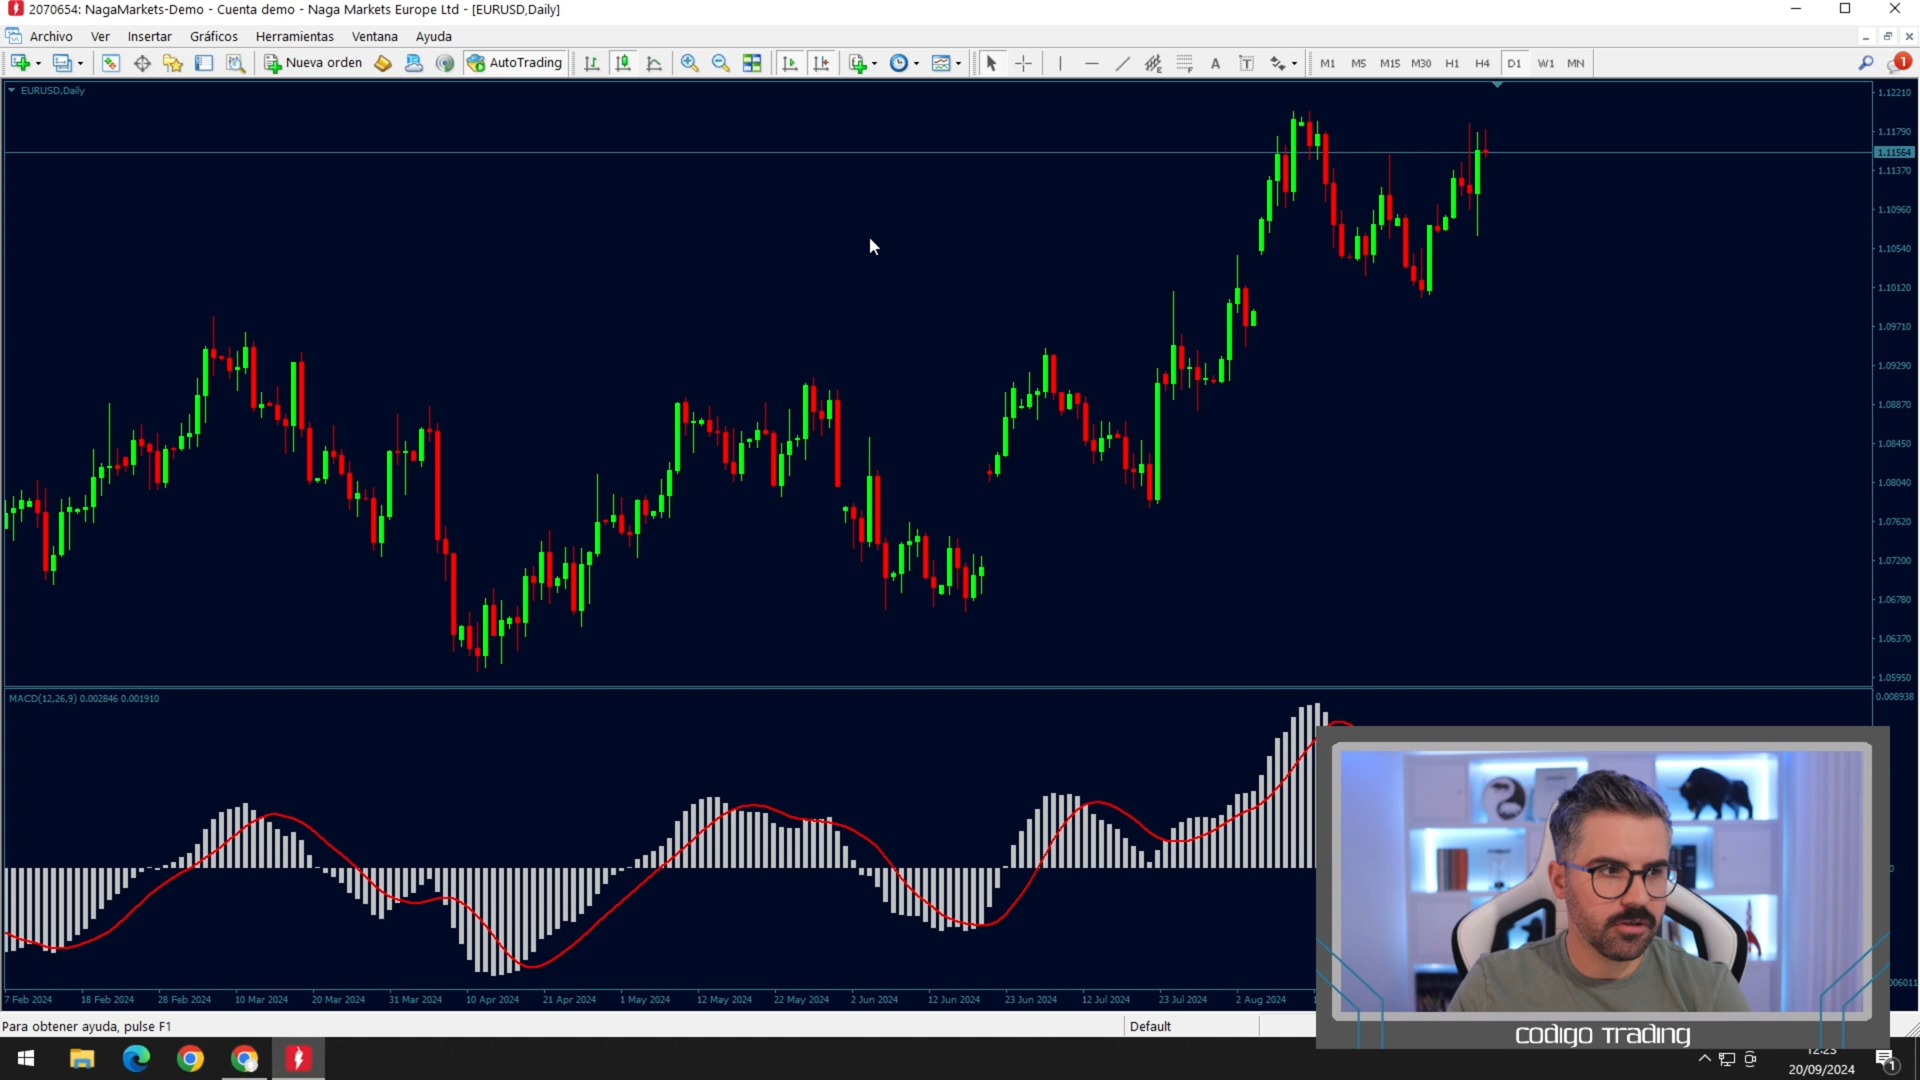 2070654: NagaMarkets-Demo - Cuenta demo - Naga Markets Europe Ltd - [EURUSD,Daily]
Archivo Ver Insertar Gráficos Herramientas Ventana Ayuda
Nueva orden AutoTrading A T M1 M5 M15 M30 H1 H4 D1 W1 MN 1
EURUSD,Daily
1.12210
1.11790
1.11564
1.11370
1.10960
1.10540
1.10120
1.09710
1.09290
1.08870
1.08450
1.08040
1.07620
1.07200
1.06780
1.06370
1.05950
MACD(12,26,9) 0.002846 0.001910
0.008938
7 Feb 2024 18 Feb 2024 28 Feb 2024 10 Mar 2024 20 Mar 2024 31 Mar 2024 10 Apr 2024 21 Apr 2024 1 May 2024 12 May 2024 22 May 2024 2 Jun 2024 12 Jun 2024 23 Jun 2024 12 Jul 2024 23 Jul 2024 2 Aug 2024
Para obtener ayuda, pulse F1 Default
CODIGO TRADING
20/09/2024
1